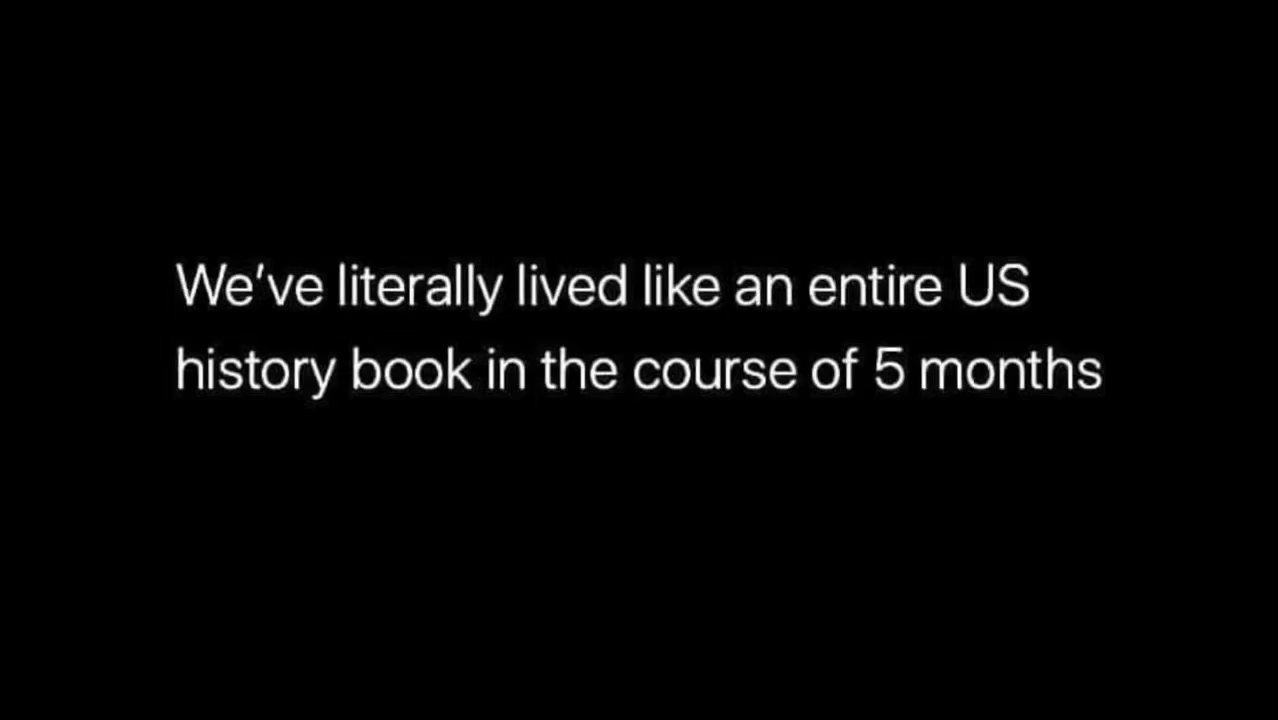 We've literally lived like an entire US
history book in the course of 5 months